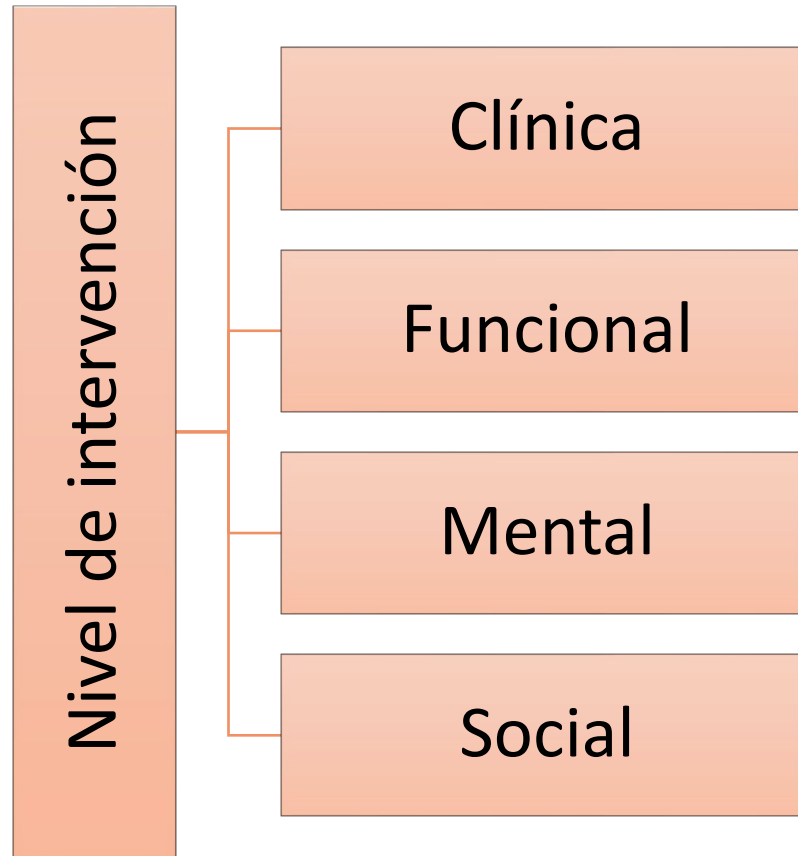 Nivel de intervención
Clínica
Funcional
Mental
Social